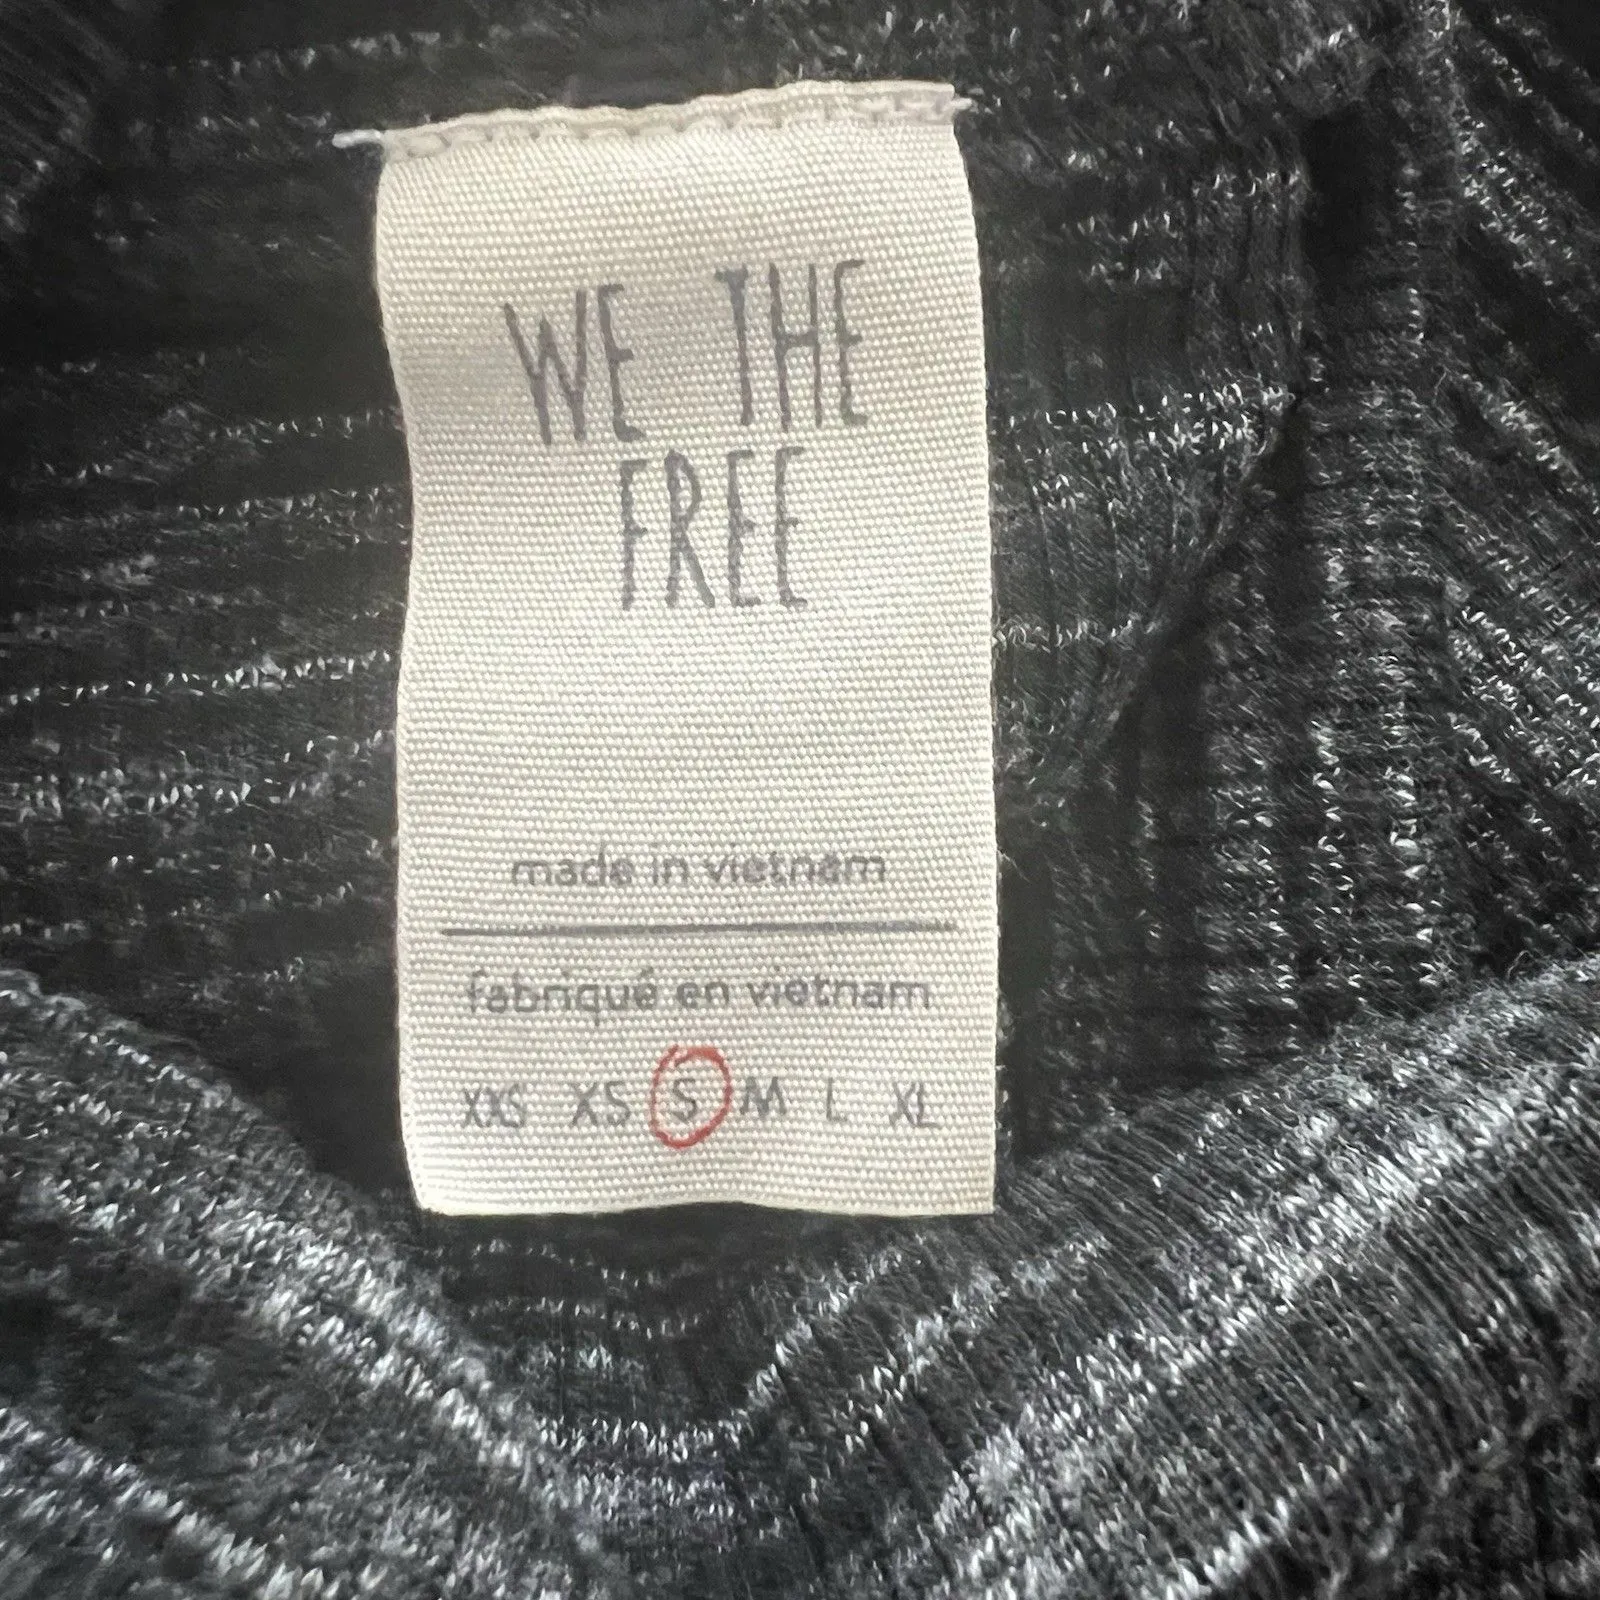 WE THE
FREE
made in vietnam
fabriqué en vietnam
XXS XS S M L XL